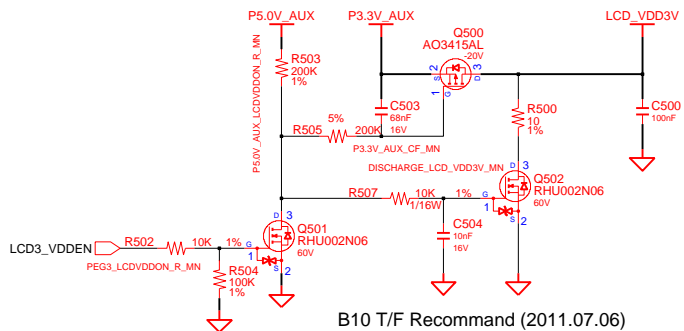 P5.0V_AUX
P3.3V_AUX
LCD_VDD3V
Q500
AO3415AL
-20V
2
3
S
D
1
G
R503
200K
1%
P5.0V_AUX_LCDVDDON_R_MN
C503
68nF
16V
R500
10
1%
C500
100nF
R505
5%
200K
P3.3V_AUX_CF_MN
DISCHARGE_LCD_VDD3V_MN
D
3
Q502
RHU002N06
60V
G
1
S
2
R507
10K
1%
1/16W
C504
10nF
16V
D
3
Q501
RHU002N06
60V
G
1
S
2
LCD3_VDDEN
R502
10K
1%
PEG3_LCDVDDON_R_MN
R504
100K
1%
B10 T/F Recommand (2011.07.06)